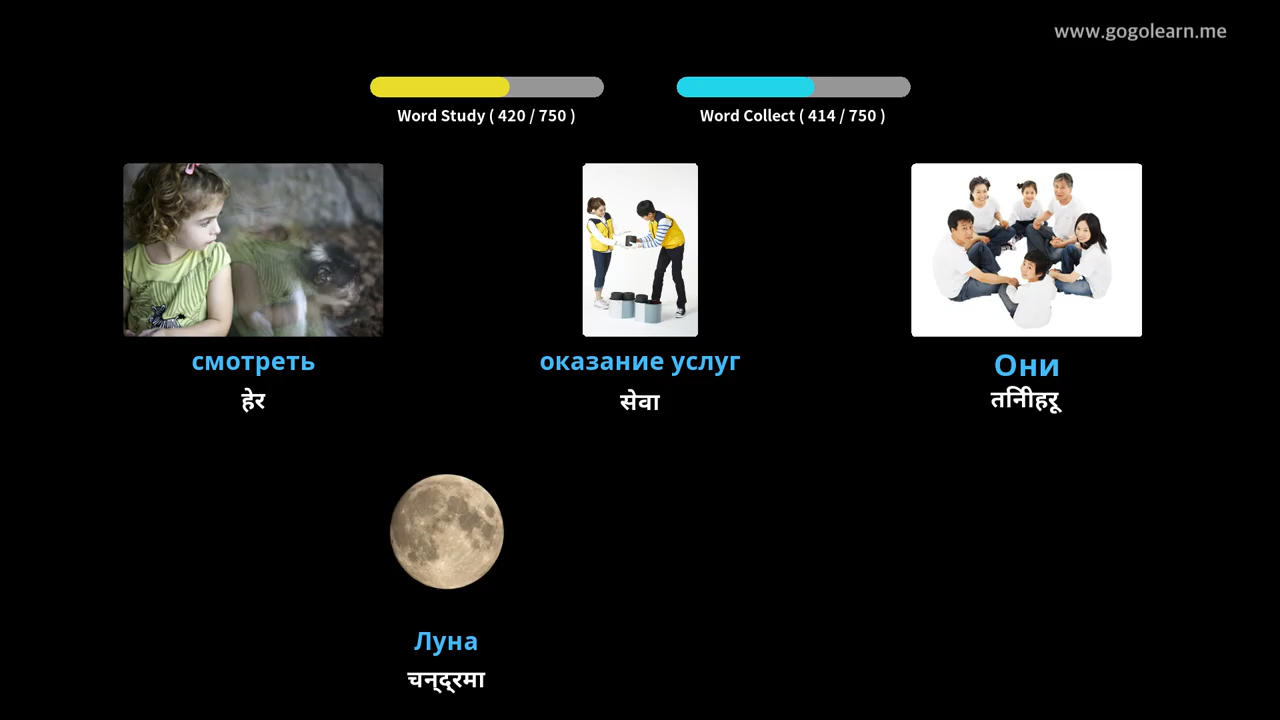 www.gogolearn.me
Word Study ( 420 / 750 )
Word Collect ( 414 / 750 )
смотреть
оказание услуг
Они
हेर
सेवा
तिनीहरू
Луна
चन्द्रमा